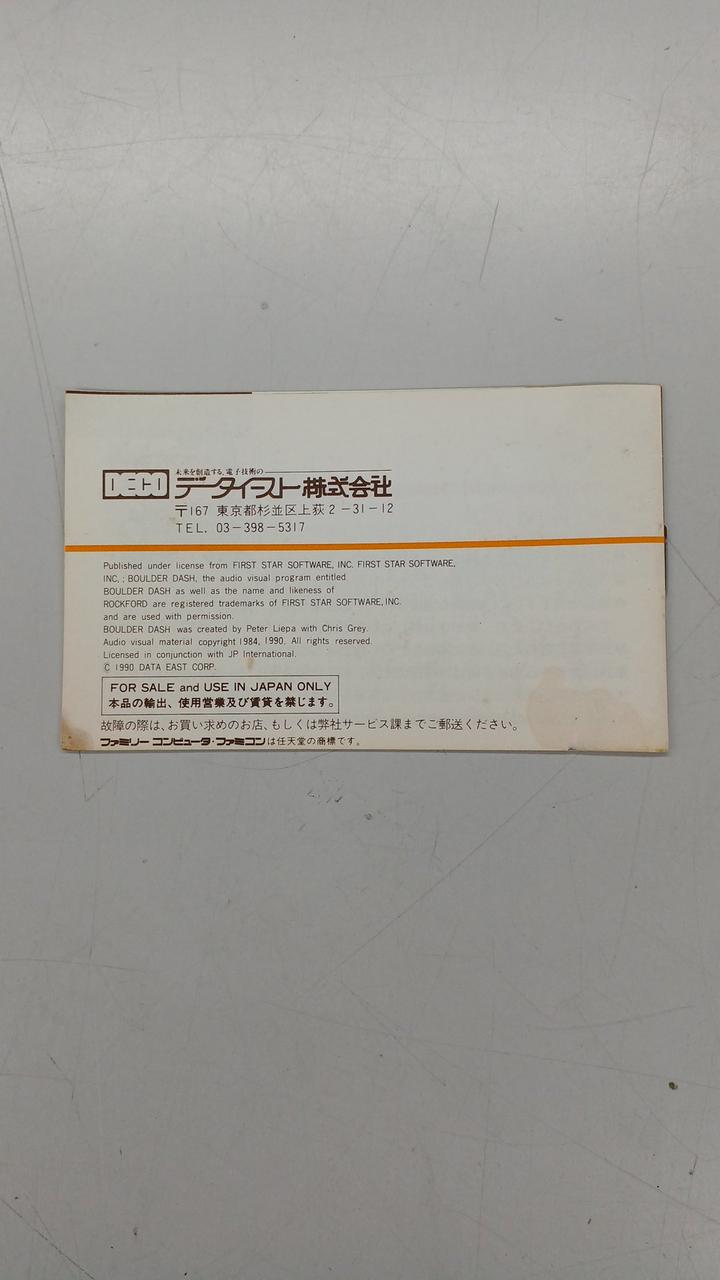 DECO 未来を創造する、電子技術の
データイースト株式会社
〒167 東京都杉並区上荻2-31-12
TEL. 03-398-5317
Published under license from FIRST STAR SOFTWARE, INC. FIRST STAR SOFTWARE,
INC.; BOULDER DASH, the audio visual program entitled
BOULDER DASH as well as the name and likeness of
ROCKFORD are registered trademarks of FIRST STAR SOFTWARE, INC.
and are used with permission.
BOULDER DASH was created by Peter Liepa with Chris Grey.
Audio visual material copyright 1984, 1990. All rights reserved.
Licensed in conjunction with JP International.
© 1990 DATA EAST CORP.
FOR SALE and USE IN JAPAN ONLY
本品の輸出、使用営業及び賃貸を禁じます。
故障の際は、お買い求めのお店、もしくは弊社サービス課までご郵送ください。
ファミリーコンピュータ・ファミコンは任天堂の商標です。